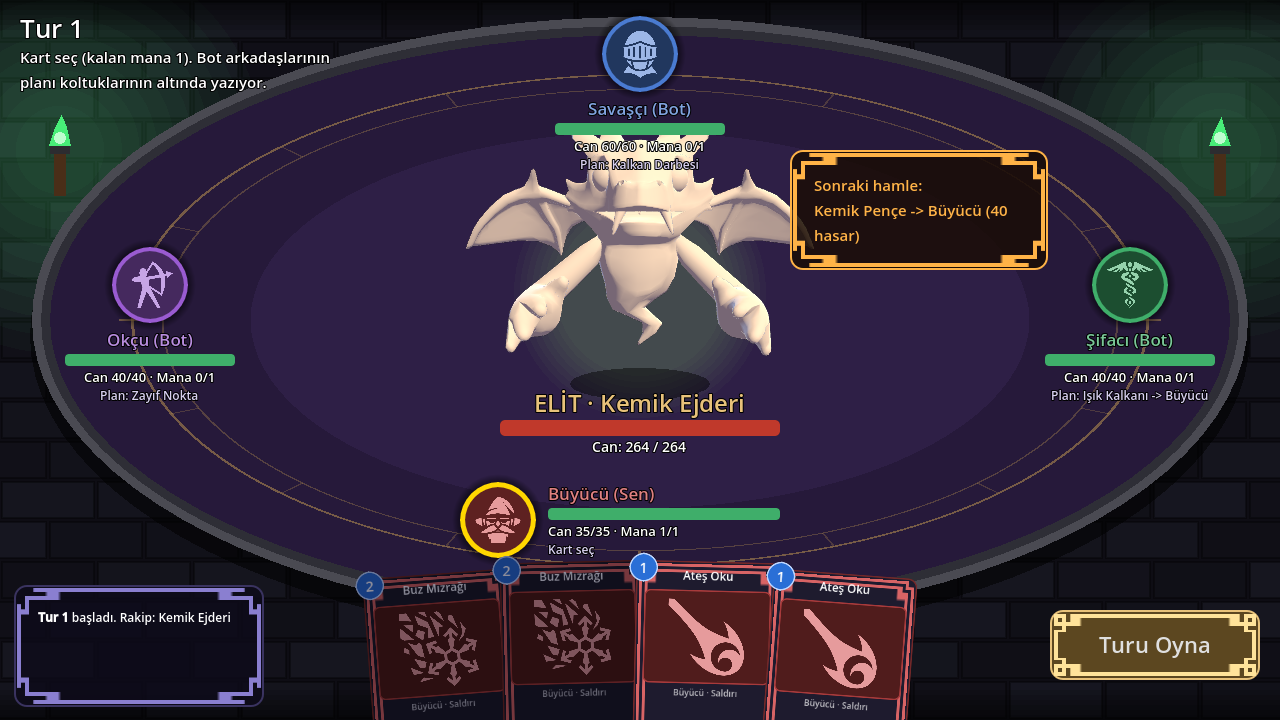 Tur 1
Kart seç (kalan mana 1). Bot arkadaşlarının
planı koltuklarının altında yazıyor.
Savaşçı (Bot)
Can 60/60 · Mana 0/1
Plan: Kalkan Darbesi
Sonraki hamle:
Kemik Pençe -> Büyücü (40
hasar)
Okçu (Bot)
Can 40/40 · Mana 0/1
Plan: Zayıf Nokta
Şifacı (Bot)
Can 40/40 · Mana 0/1
Plan: Işık Kalkanı -> Büyücü
ELİT · Kemik Ejderi
Can: 264 / 264
Büyücü (Sen)
Can 35/35 · Mana 1/1
Kart seç
2
Buz Mızrağı
Büyücü · Saldırı
2
Buz Mızrağı
Büyücü · Saldırı
1
Ateş Oku
Büyücü · Saldırı
1
Ateş Oku
Büyücü · Saldırı
Tur 1 başladı. Rakip: Kemik Ejderi
Turu Oyna